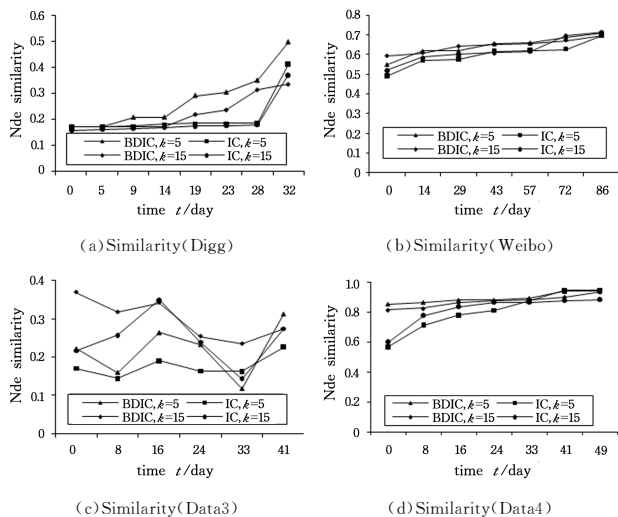 0.6
0.5
0.4
0.3
0.2
0.1
0
Nde similarity
BDIC, k=5 IC, k=5
BDIC, k=15 IC, k=15
0 5 9 14 19 23 28 32
time t/day
(a) Similarity(Digg)
0.8
0.7
0.6
0.5
0.4
0.3
0.2
0.1
Nde similarity
BDIC, k=5 IC, k=5
BDIC, k=15 IC, k=15
0 14 29 43 57 72 86
time t/day
(b) Similarity(Weibo)
0.4
0.3
0.2
0.1
0
Nde similarity
BDIC, k=5 IC, k=5
BDIC, k=15 IC, k=15
0 8 16 24 33 41
time t/day
(c) Similarity(Data3)
1.0
0.8
0.6
0.4
0.2
0
Nde similarity
BDIC, k=5 IC, k=5
BDIC, k=15 IC, k=15
0 8 16 24 33 41 49
time t/day
(d) Similarity(Data4)